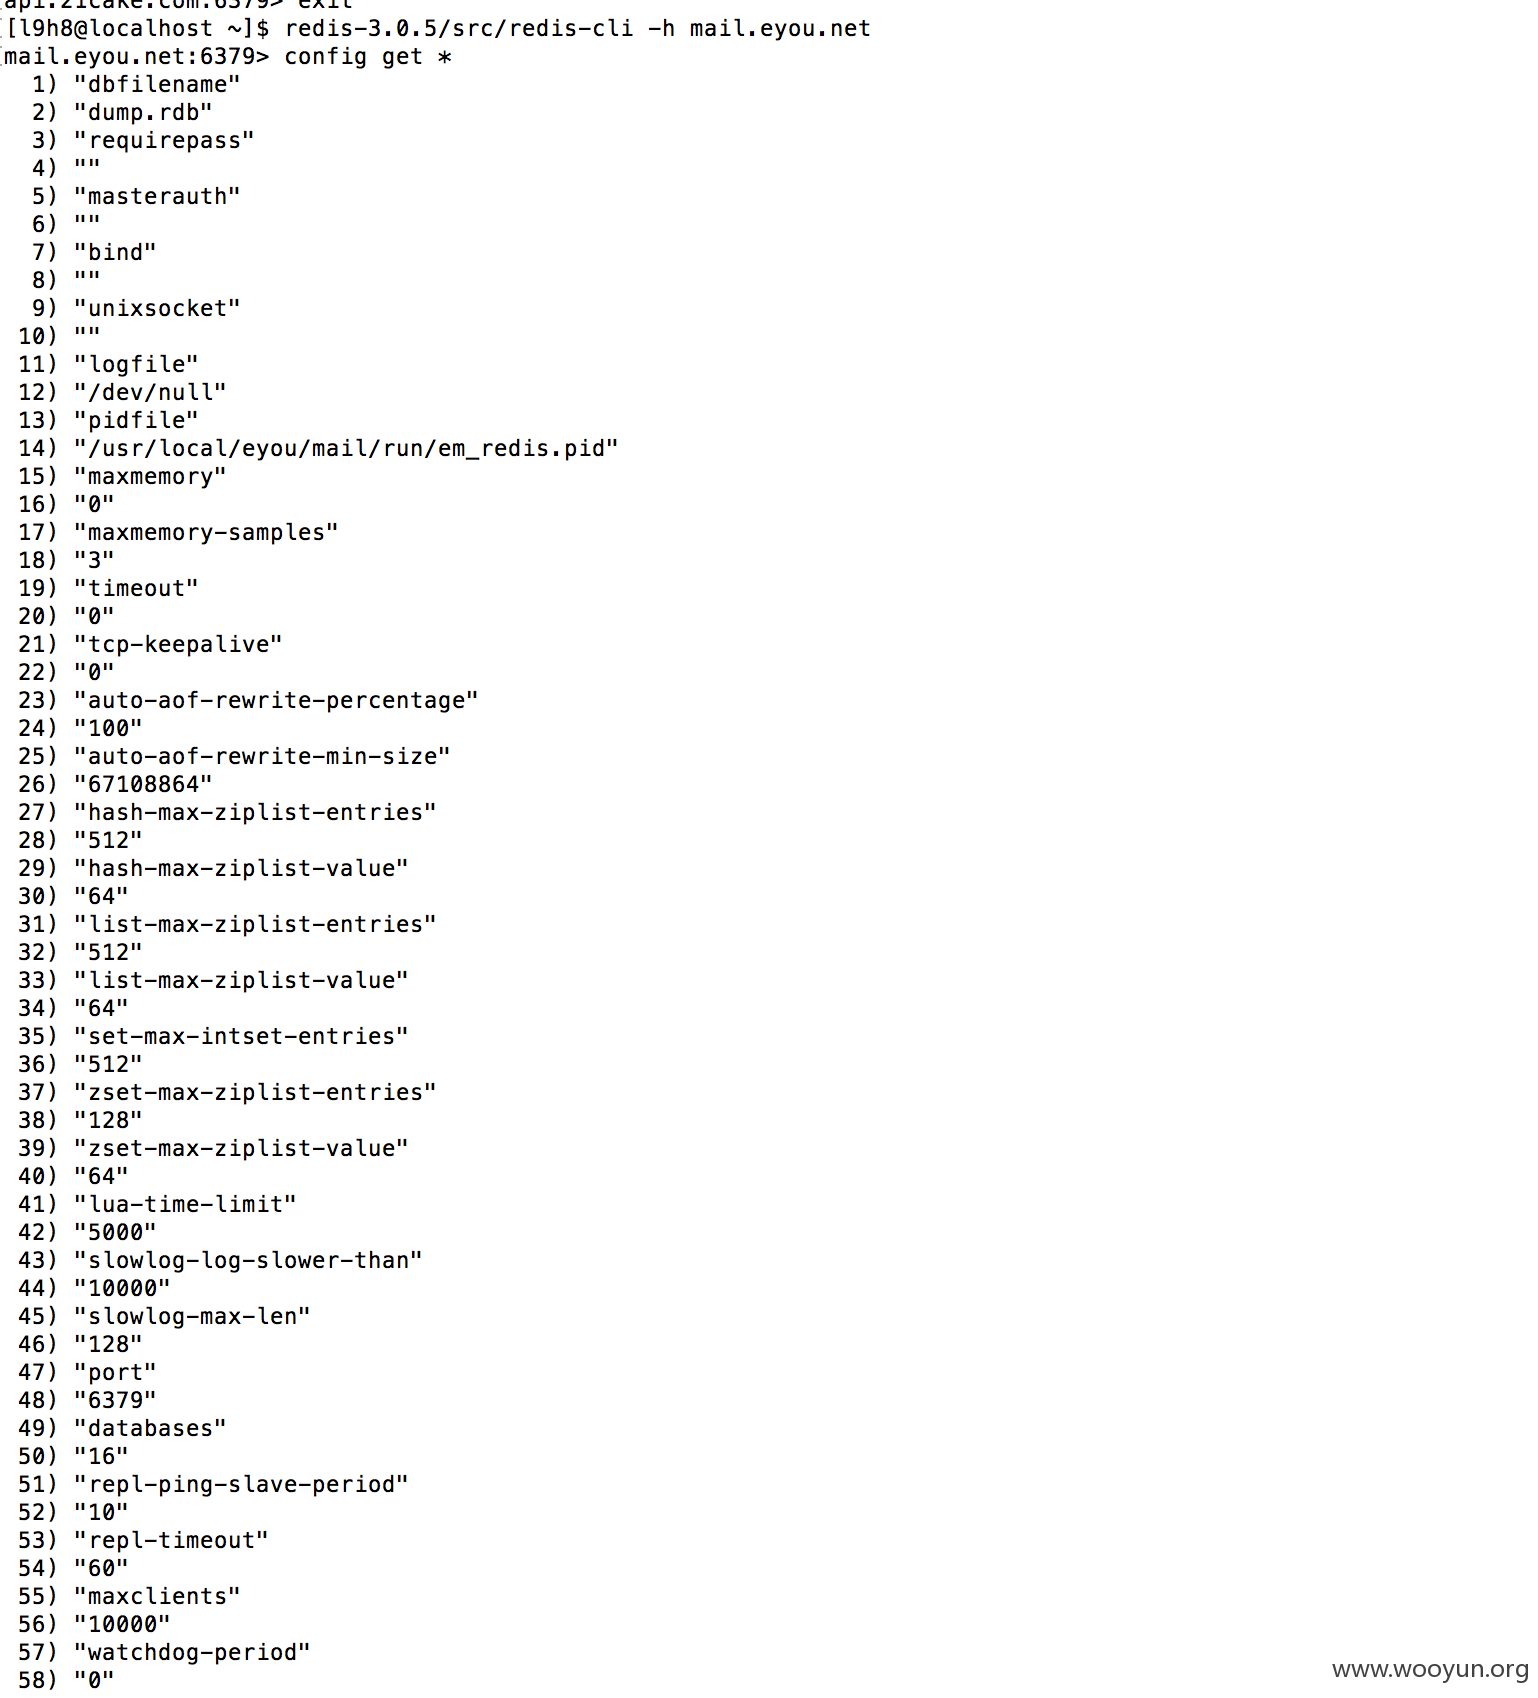 api.21cake.com:6379> exit
[l9h8@localhost ~]$ redis-3.0.5/src/redis-cli -h mail.eyou.net
mail.eyou.net:6379> config get *
1) "dbfilename"
2) "dump.rdb"
3) "requirepass"
4) ""
5) "masterauth"
6) ""
7) "bind"
8) ""
9) "unixsocket"
10) ""
11) "logfile"
12) "/dev/null"
13) "pidfile"
14) "/usr/local/eyou/mail/run/em_redis.pid"
15) "maxmemory"
16) "0"
17) "maxmemory-samples"
18) "3"
19) "timeout"
20) "0"
21) "tcp-keepalive"
22) "0"
23) "auto-aof-rewrite-percentage"
24) "100"
25) "auto-aof-rewrite-min-size"
26) "67108864"
27) "hash-max-ziplist-entries"
28) "512"
29) "hash-max-ziplist-value"
30) "64"
31) "list-max-ziplist-entries"
32) "512"
33) "list-max-ziplist-value"
34) "64"
35) "set-max-intset-entries"
36) "512"
37) "zset-max-ziplist-entries"
38) "128"
39) "zset-max-ziplist-value"
40) "64"
41) "lua-time-limit"
42) "5000"
43) "slowlog-log-slower-than"
44) "10000"
45) "slowlog-max-len"
46) "128"
47) "port"
48) "6379"
49) "databases"
50) "16"
51) "repl-ping-slave-period"
52) "10"
53) "repl-timeout"
54) "60"
55) "maxclients"
56) "10000"
57) "watchdog-period"
58) "0"
www.wooyun.org